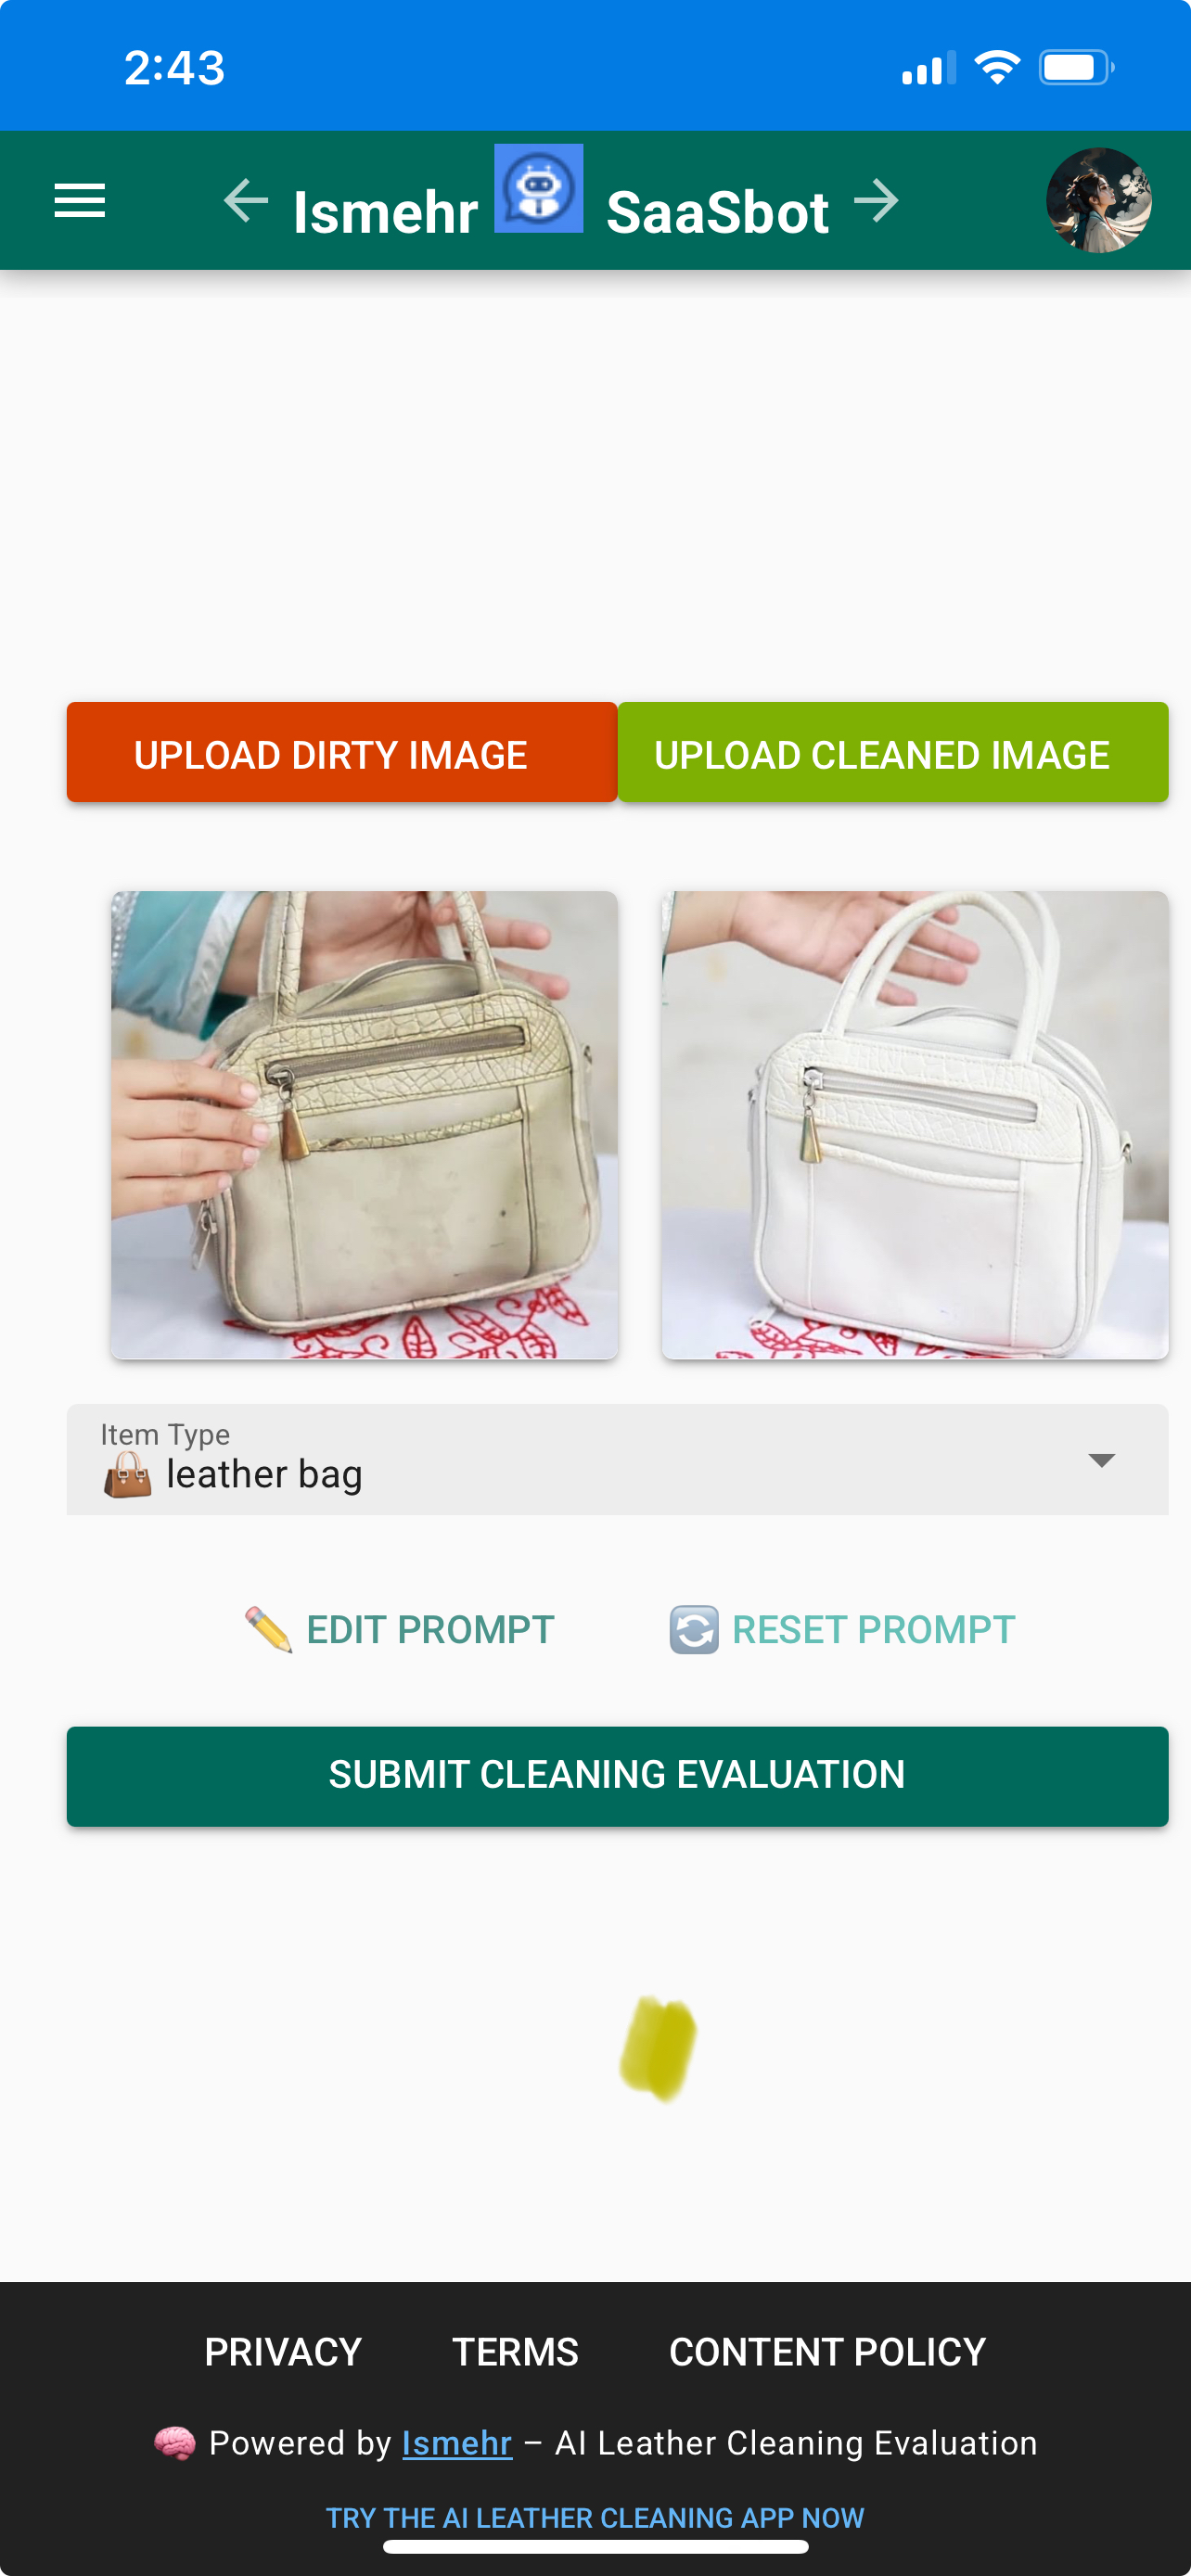 2:43
Ismehr SaaSbot
UPLOAD DIRTY IMAGE
UPLOAD CLEANED IMAGE
Item Type
👜 leather bag
✏️ EDIT PROMPT
🔄 RESET PROMPT
SUBMIT CLEANING EVALUATION
PRIVACY TERMS CONTENT POLICY
🧠 Powered by Ismehr – AI Leather Cleaning Evaluation
TRY THE AI LEATHER CLEANING APP NOW